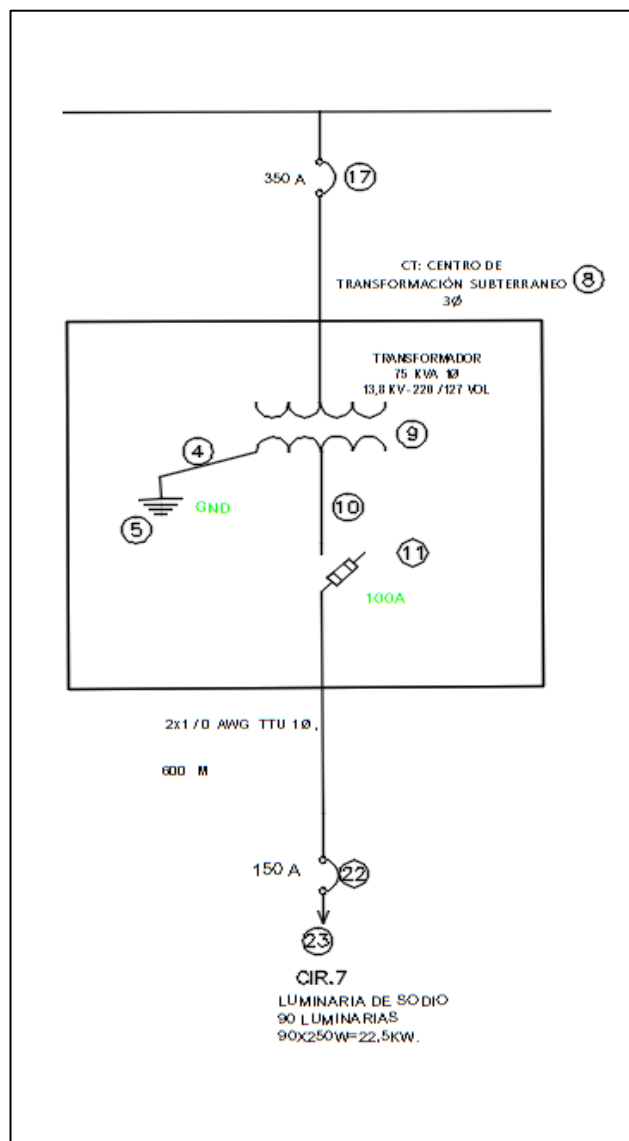 350 A
17
CT: CENTRO DE
TRANSFORMACIÓN SUBTERRANEO
8
3Ø
TRANSFORMADOR
75 KVA 1Ø
13,8 KV-220 /127 VOL
9
4
5
GND
10
11
100A
2x1/0 AWG TTU 1Ø,
600 M
150 A
22
23
CIR.7
LUMINARIA DE SODIO
90 LUMINARIAS
90X250W=22,5KW.